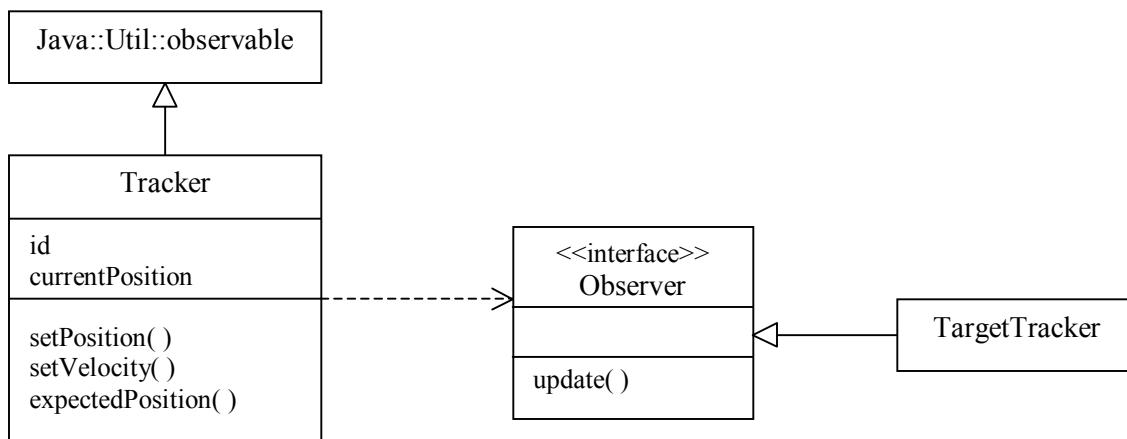 Java::Util::observable
Tracker
id
currentPosition
setPosition( )
setVelocity( )
expectedPosition( )
<<interface>>
Observer
update( )
TargetTracker